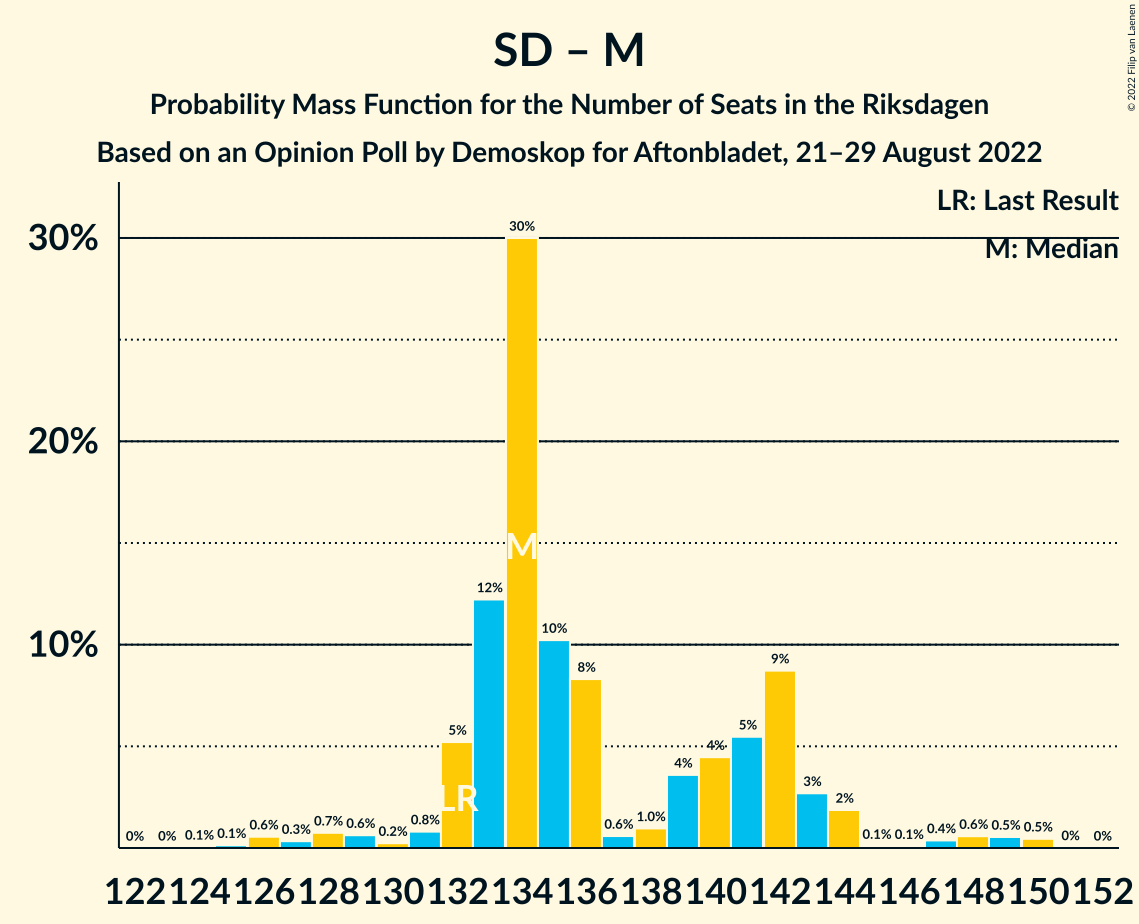 SD – M
Probability Mass Function for the Number of Seats in the Riksdagen
Based on an Opinion Poll by Demoskop for Aftonbladet, 21–29 August 2022
© 2022 Filip van Laenen
LR: Last Result
M: Median
30%
20%
10%
0% 0% 0.1% 0.1% 0.6% 0.3% 0.7% 0.6% 0.2% 0.8% 5% 12% 30% 10% 8% 0.6% 1.0% 4% 4% 5% 9% 3% 2% 0.1% 0.1% 0.4% 0.6% 0.5% 0.5% 0% 0%
M
LR
122 124 126 128 130 132 134 136 138 140 142 144 146 148 150 152